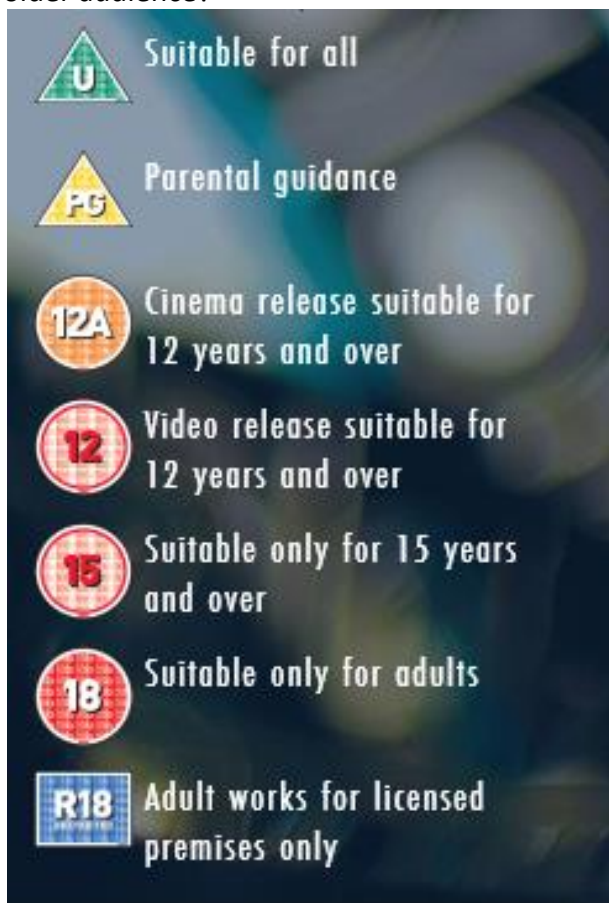 older audience?
U
Suitable for all
PG
Parental guidance
12A
Cinema release suitable for
12 years and over
12
Video release suitable for
12 years and over
15
Suitable only for 15 years
and over
18
Suitable only for adults
R18
Adult works for licensed
premises only